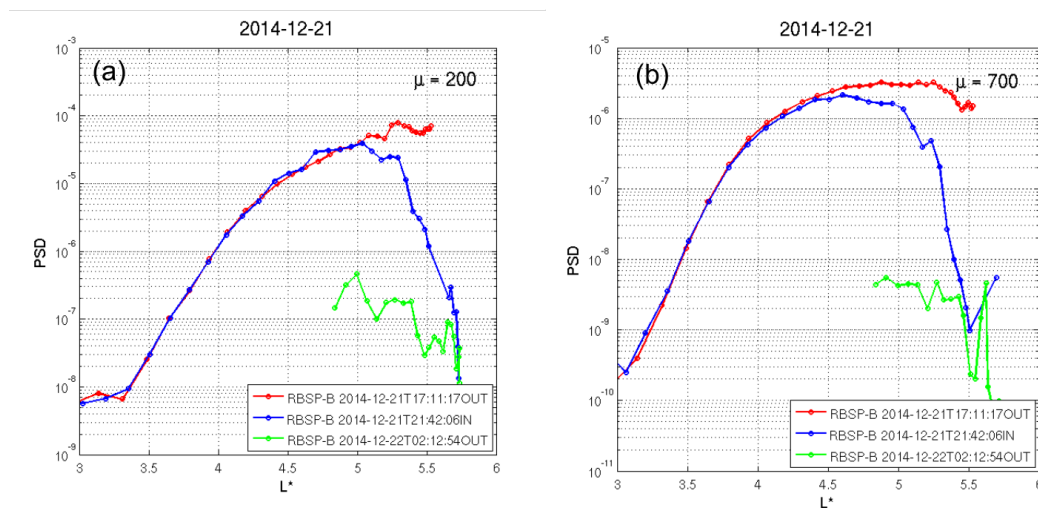 2014-12-21
(a)
μ = 200
10^-3
10^-4
10^-5
10^-6
10^-7
10^-8
10^-9
PSD
3 3.5 4 4.5 5 5.5 6
L*
RBSP-B 2014-12-21T17:11:17OUT
RBSP-B 2014-12-21T21:42:06IN
RBSP-B 2014-12-22T02:12:54OUT
2014-12-21
(b)
μ = 700
10^-5
10^-6
10^-7
10^-8
10^-9
10^-10
10^-11
PSD
3 3.5 4 4.5 5 5.5 6
L*
RBSP-B 2014-12-21T17:11:17OUT
RBSP-B 2014-12-21T21:42:06IN
RBSP-B 2014-12-22T02:12:54OUT